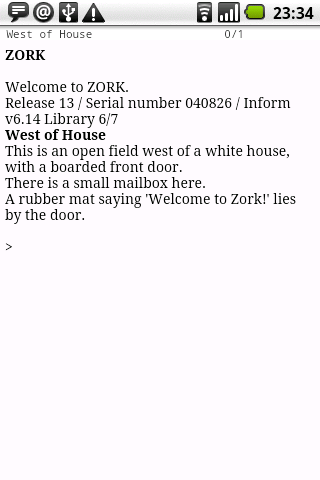 23:34
West of House 0/1
ZORK
Welcome to ZORK.
Release 13 / Serial number 040826 / Inform
v6.14 Library 6/7
West of House
This is an open field west of a white house,
with a boarded front door.
There is a small mailbox here.
A rubber mat saying 'Welcome to Zork!' lies
by the door.
>